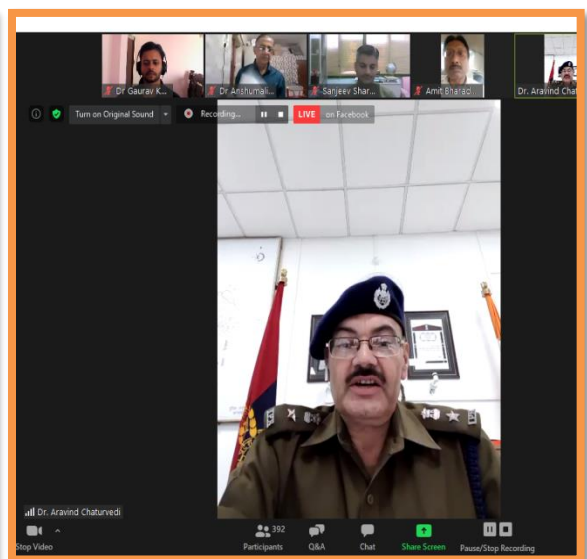 Dr Gaurav K...
Dr Anshumali...
Sanjeev Shar...
Amit Bharad...
Dr. Aravind Chat
Turn on Original Sound
Recording...
LIVE on Facebook
Dr. Aravind Chaturvedi
Stop Video
Participants
392
Q&A
Chat
Share Screen
Pause/Stop Recording